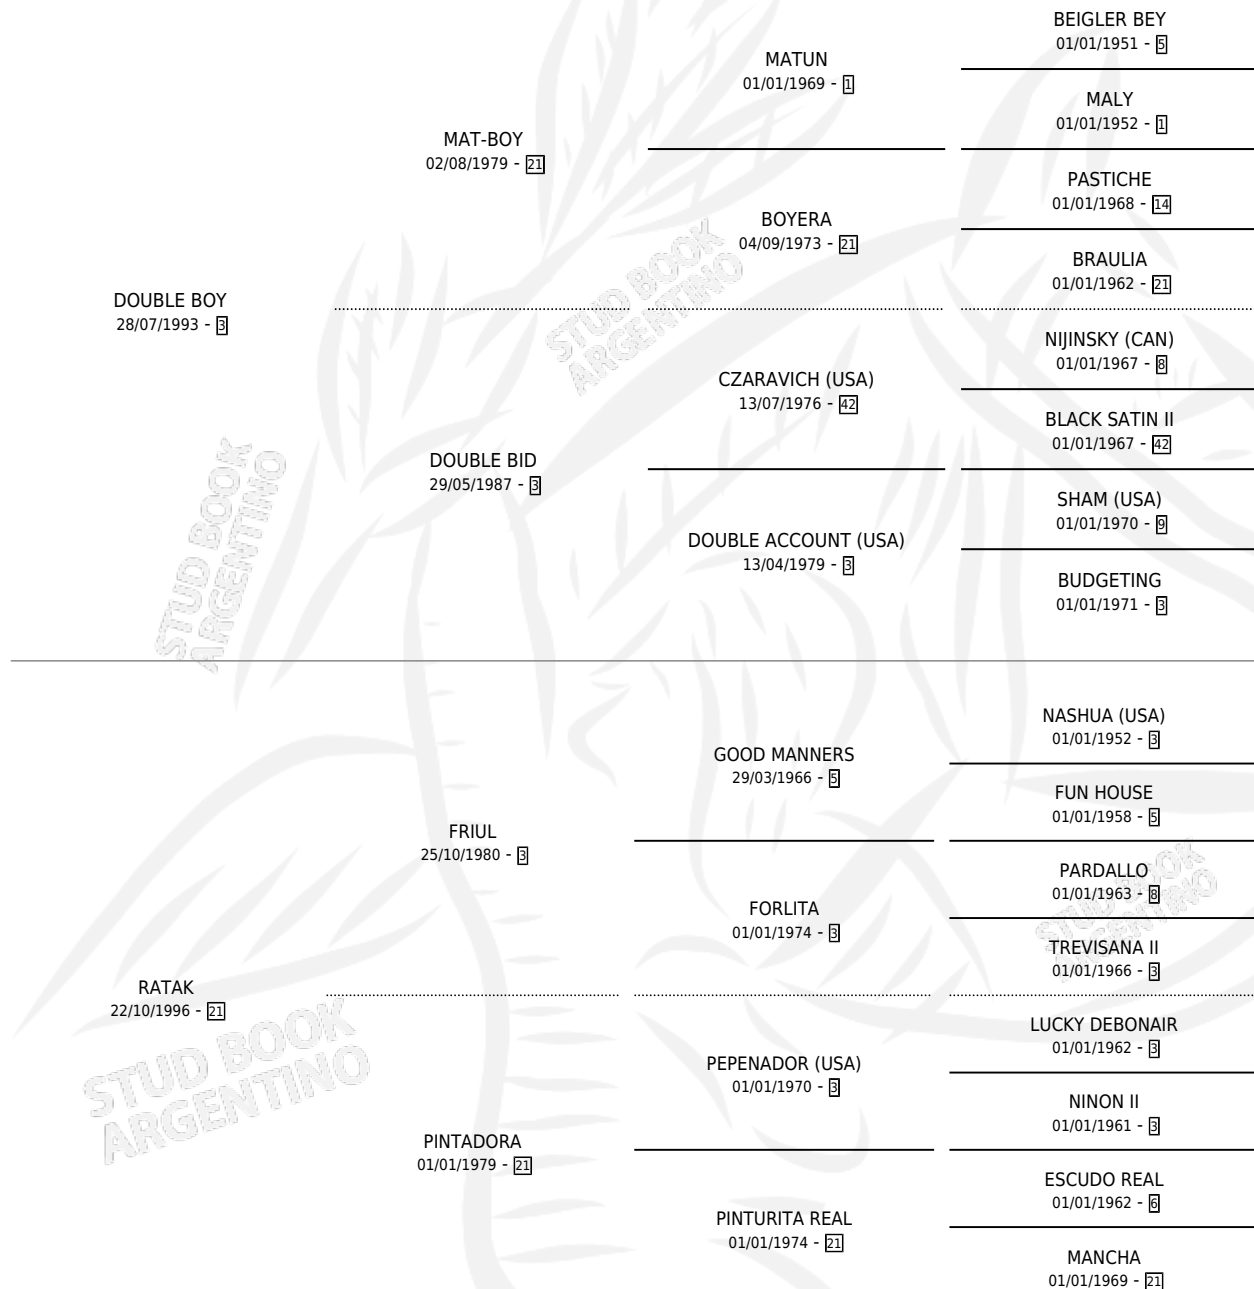 BEIGLER BEY
01/01/1951 - 5
MATUN
01/01/1969 - 1
MALY
01/01/1952 - 1
MAT-BOY
02/08/1979 - 21
PASTICHE
01/01/1968 - 14
BOYERA
04/09/1973 - 21
BRAULIA
01/01/1962 - 21
DOUBLE BOY
28/07/1993 - 3
NIJINSKY (CAN)
01/01/1967 - 8
CZARAVICH (USA)
13/07/1976 - 42
BLACK SATIN II
01/01/1967 - 42
DOUBLE BID
29/05/1987 - 3
SHAM (USA)
01/01/1970 - 9
DOUBLE ACCOUNT (USA)
13/04/1979 - 3
BUDGETING
01/01/1971 - 3
NASHUA (USA)
01/01/1952 - 3
GOOD MANNERS
29/03/1966 - 5
FUN HOUSE
01/01/1958 - 5
FRIUL
25/10/1980 - 3
PARDALLO
01/01/1963 - 8
FORLITA
01/01/1974 - 3
TREVISANA II
01/01/1966 - 3
RATAK
22/10/1996 - 21
LUCKY DEBONAIR
01/01/1962 - 3
PEPENADOR (USA)
01/01/1970 - 3
NINON II
01/01/1961 - 3
PINTADORA
01/01/1979 - 21
ESCUDO REAL
01/01/1962 - 6
PINTURITA REAL
01/01/1974 - 21
MANCHA
01/01/1969 - 21
STUD BOOK
ARGENTINO
STUD BOOK
ARGENTINO
STUD BOOK
ARGENTINO
STUD BOOK
ARGENTINO